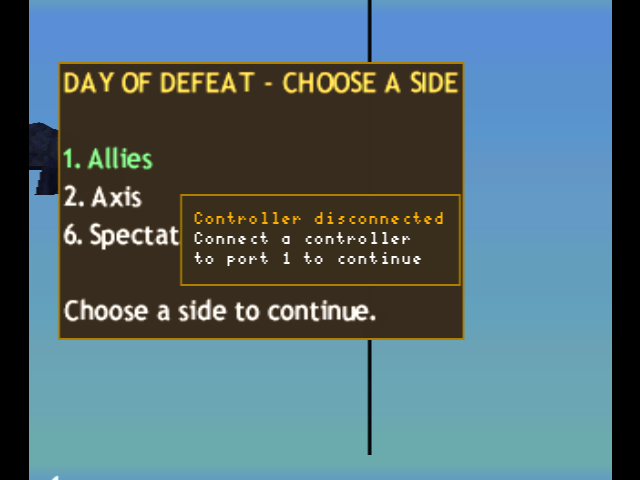 DAY OF DEFEAT - CHOOSE A SIDE
1. Allies
2. Axis
6. Spectat
Controller disconnected
Connect a controller
to port 1 to continue
Choose a side to continue.